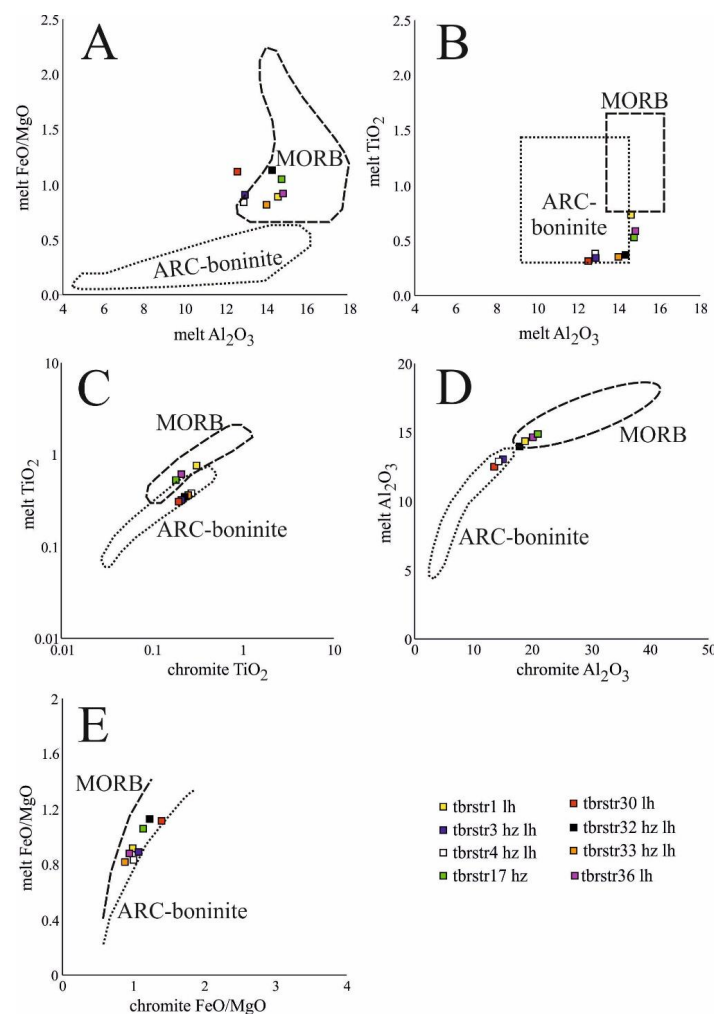 A
2.5
2.0
1.5
1.0
0.5
0.0
4 6 8 10 12 14 16 18
melt FeO/MgO
melt Al2O3
MORB
ARC-boninite
B
2.5
2.0
1.5
1.0
0.5
0.0
4 6 8 10 12 14 16 18
melt TiO2
melt Al2O3
MORB
ARC-
boninite
C
10
1
0.1
0.01
0.01 0.1 1 10
melt TiO2
chromite TiO2
MORB
ARC-boninite
D
20
15
10
5
0
0 10 20 30 40 50
melt Al2O3
chromite Al2O3
MORB
ARC-boninite
E
2
1.6
1.2
0.8
0.4
0
0 1 2 3 4
melt FeO/MgO
chromite FeO/MgO
MORB
ARC-boninite
tbrstr1 lh
tbrstr3 hz lh
tbrstr4 hz lh
tbrstr17 hz
tbrstr30 lh
tbrstr32 hz lh
tbrstr33 hz lh
tbrstr36 lh